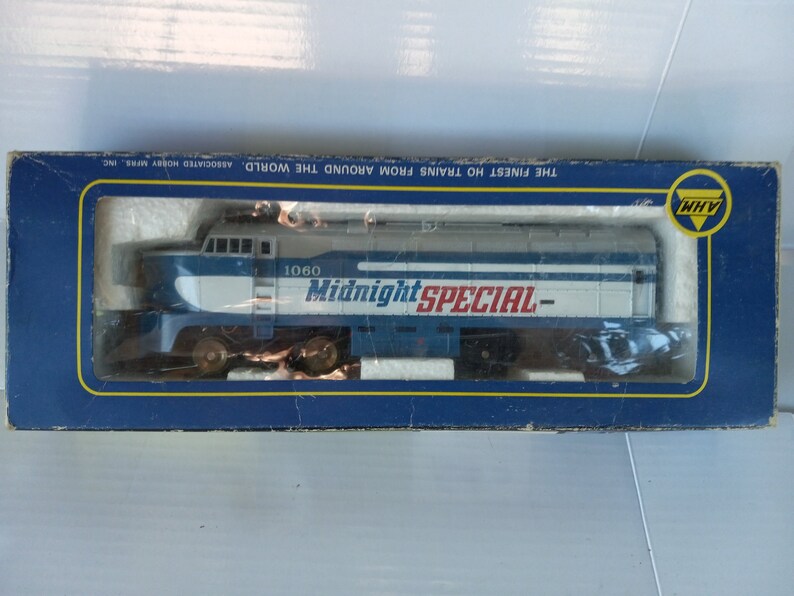 THE FINEST HO TRAINS FROM AROUND THE WORLD.
ASSOCIATED HOBBY MFRS., INC.
AHM
1060
Midnight SPECIAL